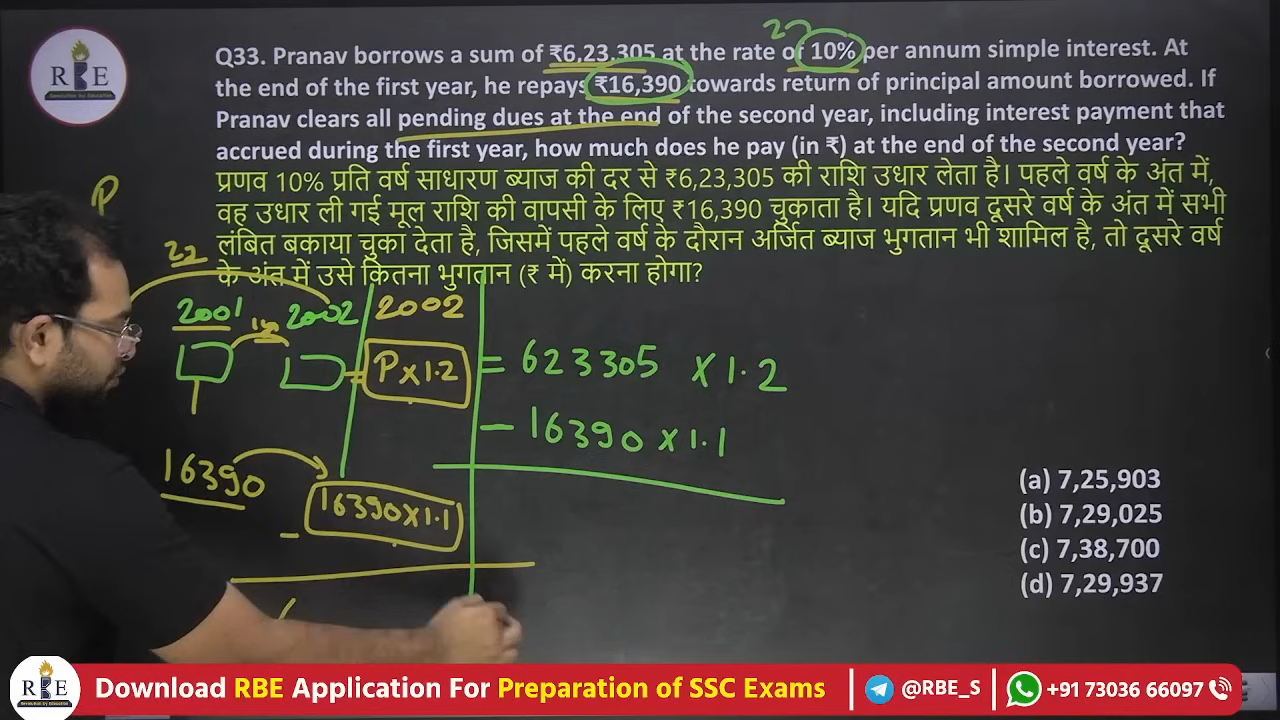 RBE
Q33. Pranav borrows a sum of ₹6,23,305 at the rate of 10% per annum simple interest. At
the end of the first year, he repays ₹16,390 towards return of principal amount borrowed. If
Pranav clears all pending dues at the end of the second year, including interest payment that
accrued during the first year, how much does he pay (in ₹) at the end of the second year?
प्रणव 10% प्रति वर्ष साधारण ब्याज की दर से ₹6,23,305 की राशि उधार लेता है। पहले वर्ष के अंत में,
वह उधार ली गई मूल राशि की वापसी के लिए ₹16,390 चुकाता है। यदि प्रणव दूसरे वर्ष के अंत में सभी
लंबित बकाया चुका देता है, जिसमें पहले वर्ष के दौरान अर्जित ब्याज भुगतान भी शामिल है, तो दूसरे वर्ष
के अंत में उसे कितना भुगतान (₹ में) करना होगा?
P
2001 2002 2002
P×1.2 = 623305 × 1.2
- 16390 × 1.1
16390 16390×1.1
-
(a) 7,25,903
(b) 7,29,025
(c) 7,38,700
(d) 7,29,937
RBE
Download RBE Application For Preparation of SSC Exams
@RBE_S
+91 73036 66097